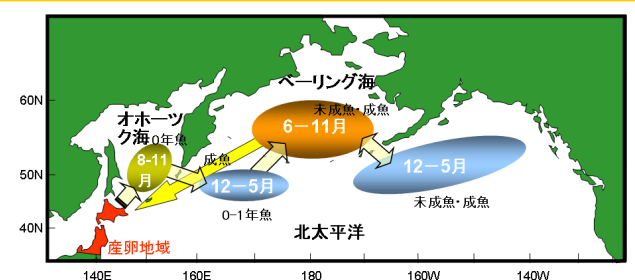 ベーリング海
60N
オホーツ
ク海
0年魚
未成魚・成魚
6－11月
8-11
月
成魚
50N
12－5月
12－5月
0-1年魚
未成魚・成魚
40N
産卵地域
北太平洋
140E
160E
180
160W
140W